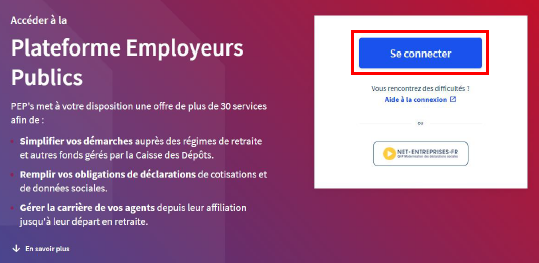 Accéder à la
Plateforme Employeurs
Publics
PEP's met à votre disposition une offre de plus de 30 services
afin de :
Simplifier vos démarches auprès des régimes de retraite
et autres fonds gérés par la Caisse des Dépôts.
Remplir vos obligations de déclarations de cotisations et
de données sociales.
Gérer la carrière de vos agents depuis leur affiliation
jusqu'à leur départ en retraite.
En savoir plus
Se connecter
Vous rencontrez des difficultés !
Aide à la connexion
ou
NET-ENTREPRISES·FR